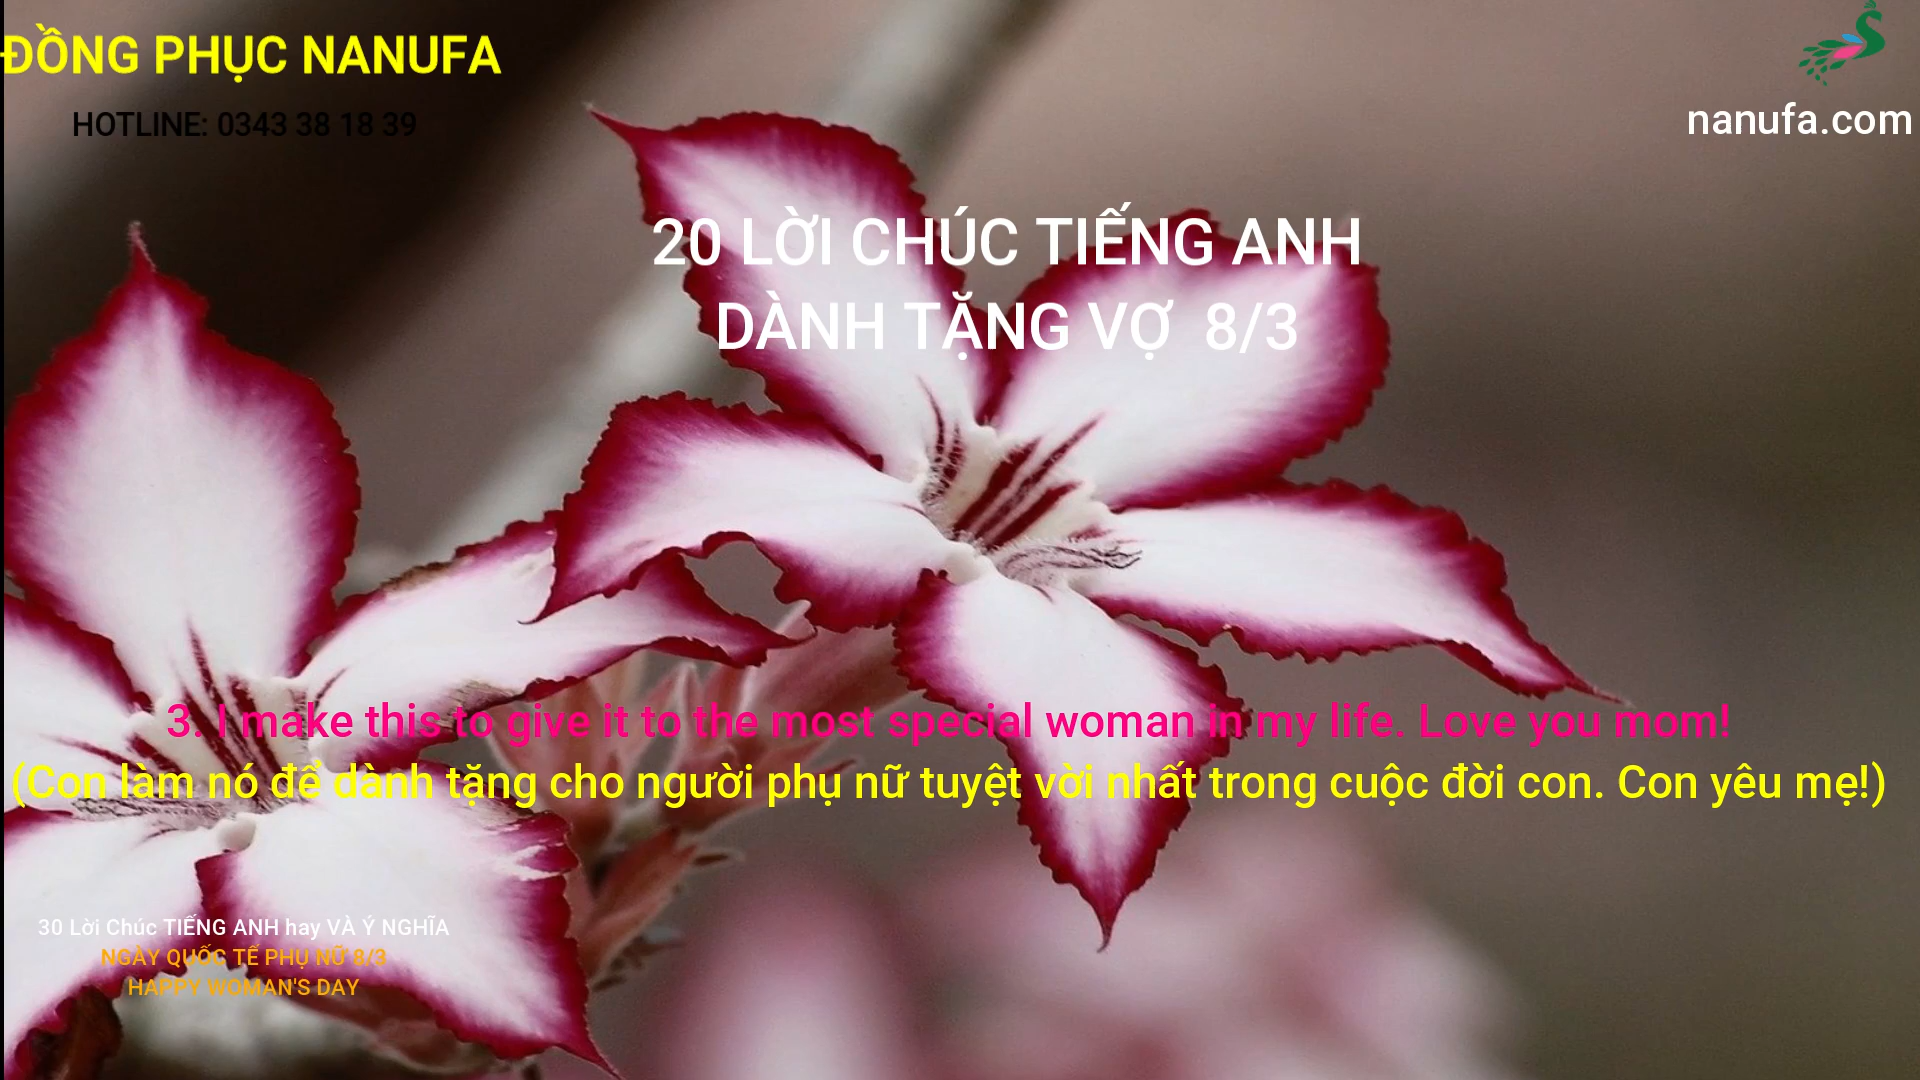 ĐỒNG PHỤC NANUFA
HOTLINE: 0343 38 18 39
nanufa.com
20 LỜI CHÚC TIẾNG ANH
DÀNH TẶNG VỢ 8/3
3. I make this to give it to the most special woman in my life. Love you mom!
(Con làm nó để dành tặng cho người phụ nữ tuyệt vời nhất trong cuộc đời con. Con yêu mẹ!)
30 Lời Chúc TIẾNG ANH hay VÀ Ý NGHĨA
NGÀY QUỐC TẾ PHỤ NỮ 8/3
HAPPY WOMAN'S DAY